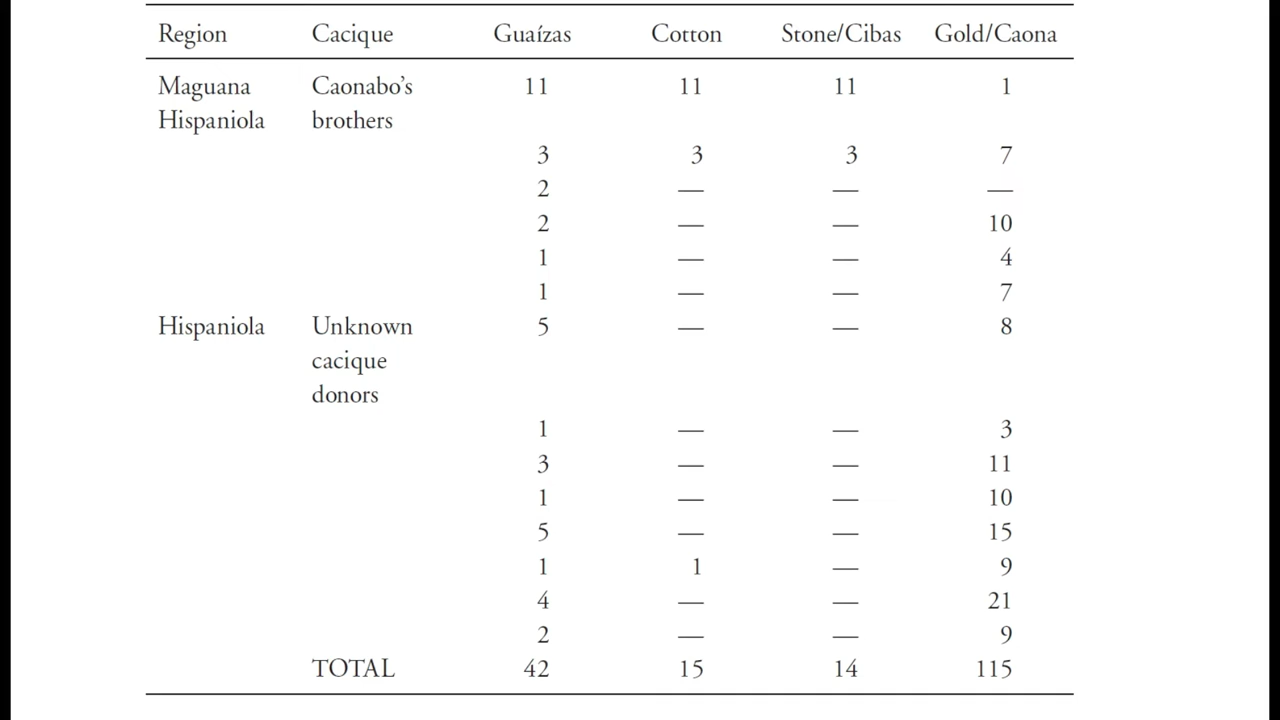 Region Cacique Guaízas Cotton Stone/Cibas Gold/Caona
Maguana Caonabo’s 11 11 11 1
Hispaniola brothers
3 3 3 7
2 — — —
2 — — 10
1 — — 4
1 — — 7
Hispaniola Unknown 5 — — 8
cacique
donors
1 — — 3
3 — — 11
1 — — 10
5 — — 15
1 1 — 9
4 — — 21
2 — — 9
TOTAL 42 15 14 115